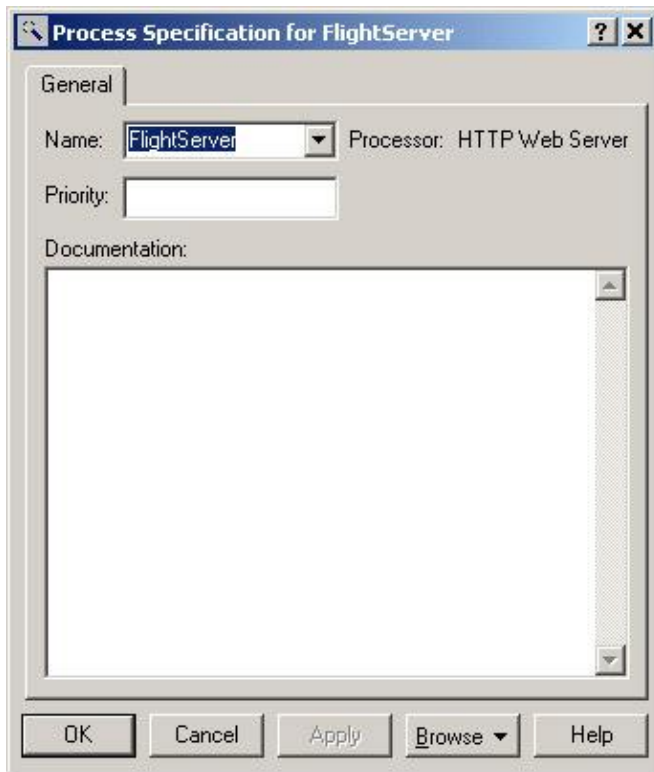 Process Specification for FlightServer
General
Name: FlightServer Processor: HTTP Web Server
Priority:
Documentation:
OK Cancel Apply Browse Help